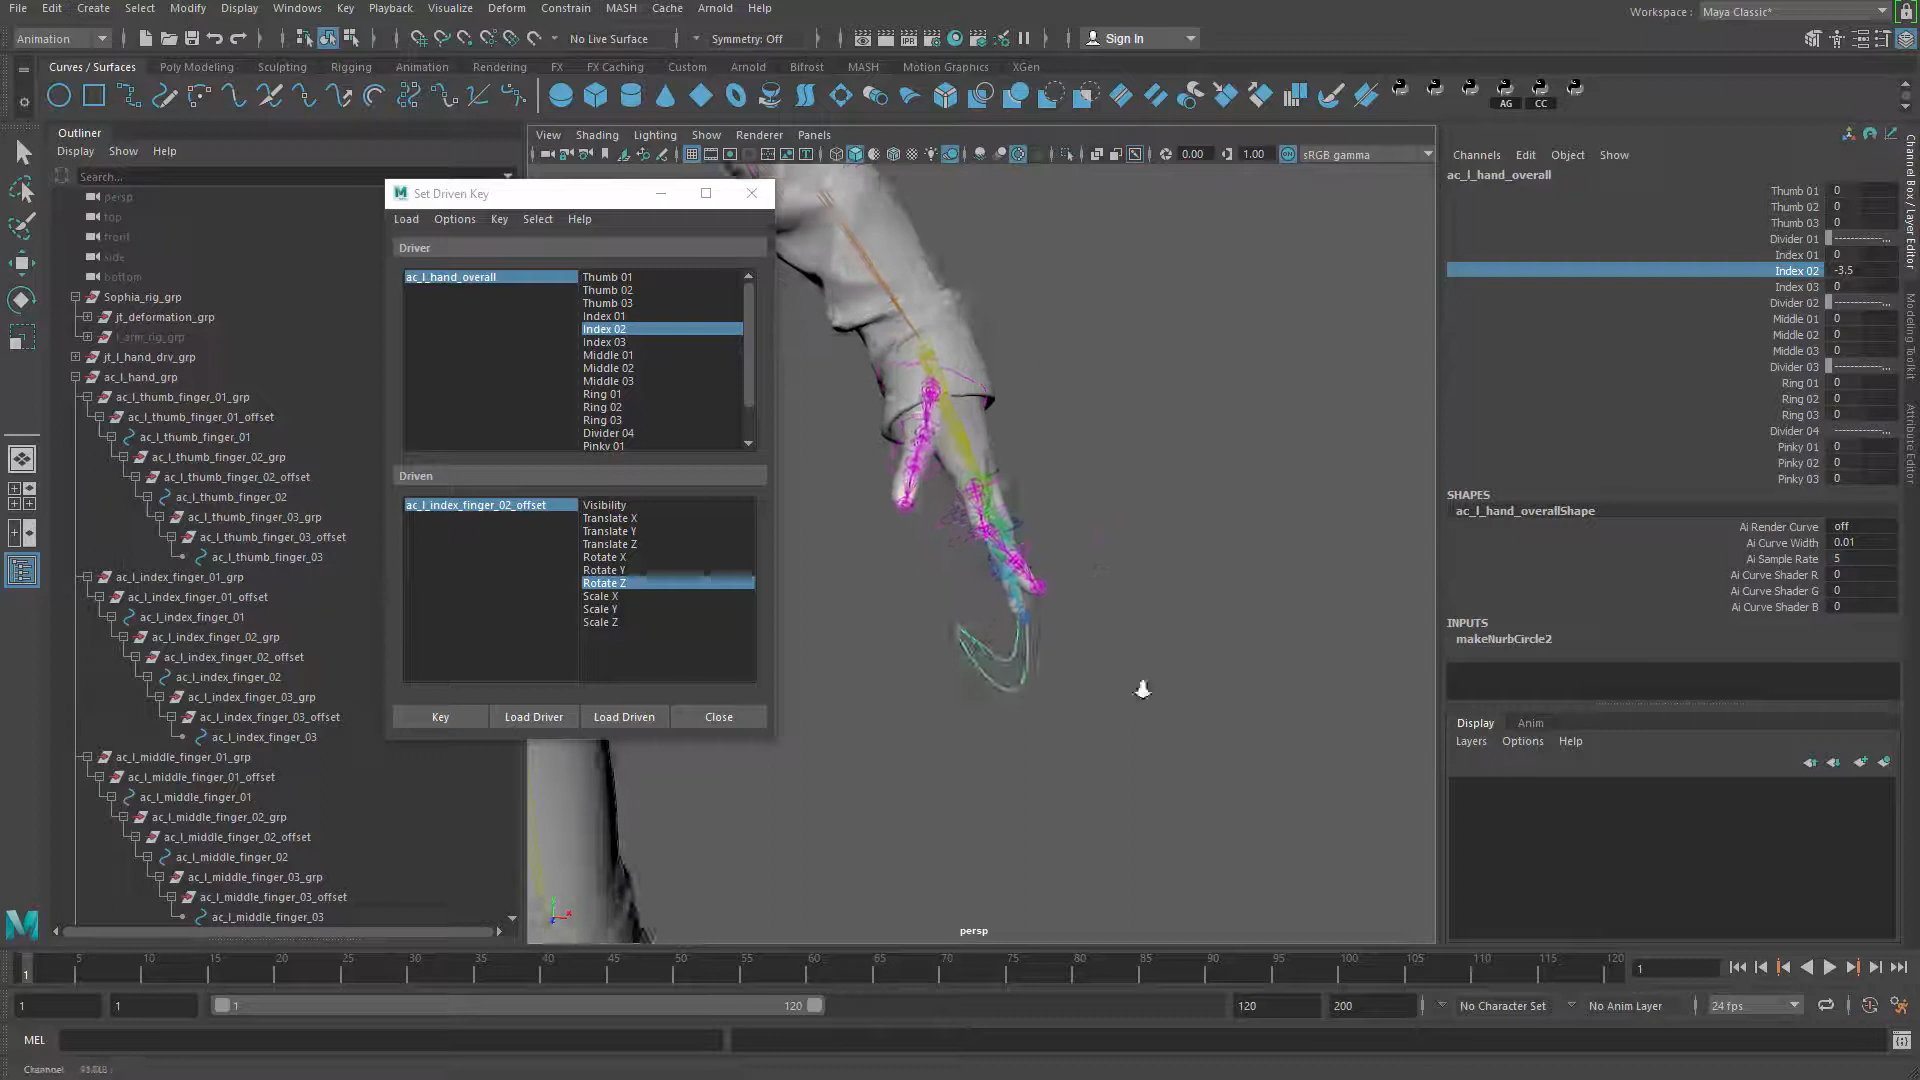 File Edit Create Select Modify Display Windows Key Playback Visualize Deform Constrain MASH Cache Arnold Help
Workspace : Maya Classic*
Animation No Live Surface Symmetry: Off Sign In
Curves / Surfaces Poly Modeling Sculpting Rigging Animation Rendering FX FX Caching Custom Arnold Bifrost MASH Motion Graphics XGen
IPR
AG CC
Outliner
Display Show Help
Search...
persp
top
front
side
bottom
Sophia_rig_grp
jt_deformation_grp
l_arm_rig_grp
jt_l_hand_drv_grp
ac_l_hand_grp
ac_l_thumb_finger_01_grp
ac_l_thumb_finger_01_offset
ac_l_thumb_finger_01
ac_l_thumb_finger_02_grp
ac_l_thumb_finger_02_offset
ac_l_thumb_finger_02
ac_l_thumb_finger_03_grp
ac_l_thumb_finger_03_offset
ac_l_thumb_finger_03
ac_l_index_finger_01_grp
ac_l_index_finger_01_offset
ac_l_index_finger_01
ac_l_index_finger_02_grp
ac_l_index_finger_02_offset
ac_l_index_finger_02
ac_l_index_finger_03_grp
ac_l_index_finger_03_offset
ac_l_index_finger_03
ac_l_middle_finger_01_grp
ac_l_middle_finger_01_offset
ac_l_middle_finger_01
ac_l_middle_finger_02_grp
ac_l_middle_finger_02_offset
ac_l_middle_finger_02
ac_l_middle_finger_03_grp
ac_l_middle_finger_03_offset
ac_l_middle_finger_03
Set Driven Key
Load Options Key Select Help
Driver
ac_l_hand_overall
Thumb 01
Thumb 02
Thumb 03
Index 01
Index 02
Index 03
Middle 01
Middle 02
Middle 03
Ring 01
Ring 02
Ring 03
Divider 04
Pinky 01
Driven
ac_l_index_finger_02_offset
Visibility
Translate X
Translate Y
Translate Z
Rotate X
Rotate Y
Rotate Z
Scale X
Scale Y
Scale Z
Key Load Driver Load Driven Close
View Shading Lighting Show Renderer Panels
0.00 1.00 sRGB gamma
persp
Channels Edit Object Show
ac_l_hand_overall
Thumb 01 0
Thumb 02 0
Thumb 03 0
Divider 01 ------------...
Index 01 0
Index 02 -3.5
Index 03 0
Divider 02 ------------...
Middle 01 0
Middle 02 0
Middle 03 0
Divider 03 ------------...
Ring 01 0
Ring 02 0
Ring 03 0
Divider 04 ------------...
Pinky 01 0
Pinky 02 0
Pinky 03 0
SHAPES
ac_l_hand_overallShape
Ai Render Curve off
Ai Curve Width 0.01
Ai Sample Rate 5
Ai Curve Shader R 0
Ai Curve Shader G 0
Ai Curve Shader B 0
INPUTS
makeNurbCircle2
Display Anim
Layers Options Help
Channel Box / Layer Editor
Modeling Toolkit
Attribute Editor
1 5 10 15 20 25 30 35 40 45 50 55 60 65 70 75 80 85 90 95 100 105 110 115 120 1
1 1 1 120 120 200 No Character Set No Anim Layer 24 fps
MEL
Channel